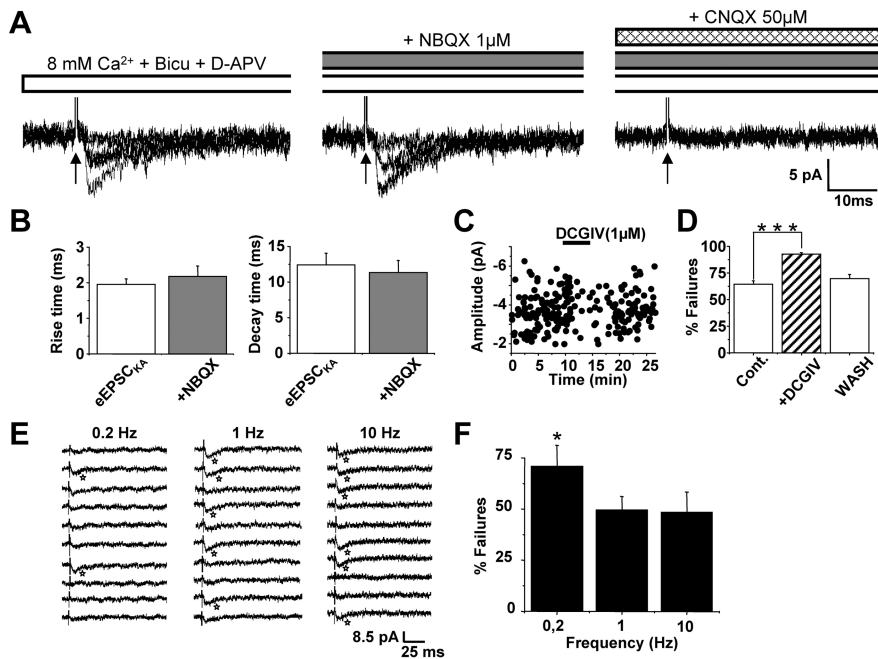 A
8 mM Ca²⁺ + Bicu + D-APV
+ NBQX 1µM
+ CNQX 50µM
5 pA
10ms
B
Rise time (ms)
4
3
2
1
0
eEPSC_KA
+NBQX
Decay time (ms)
15
10
5
0
eEPSC_KA
+NBQX
C
DCGIV(1µM)
Amplitude (pA)
-6
-4
-2
0 5 10 15 20 25
Time (min)
D
* * *
% Failures
100
75
50
25
0
Cont.
+DCGIV
WASH
E
0.2 Hz
1 Hz
10 Hz
8.5 pA
25 ms
F
*
% Failures
75
50
25
0
0,2 1 10
Frequency (Hz)